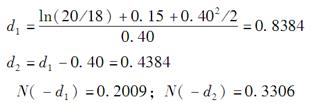 d₁ = \frac{ln(20/18) + 0.15 + 0.40²/2}{0.40} = 0.8384
d₂ = d₁ - 0.40 = 0.4384
N(-d₁) = 0.2009; N(-d₂) = 0.3306